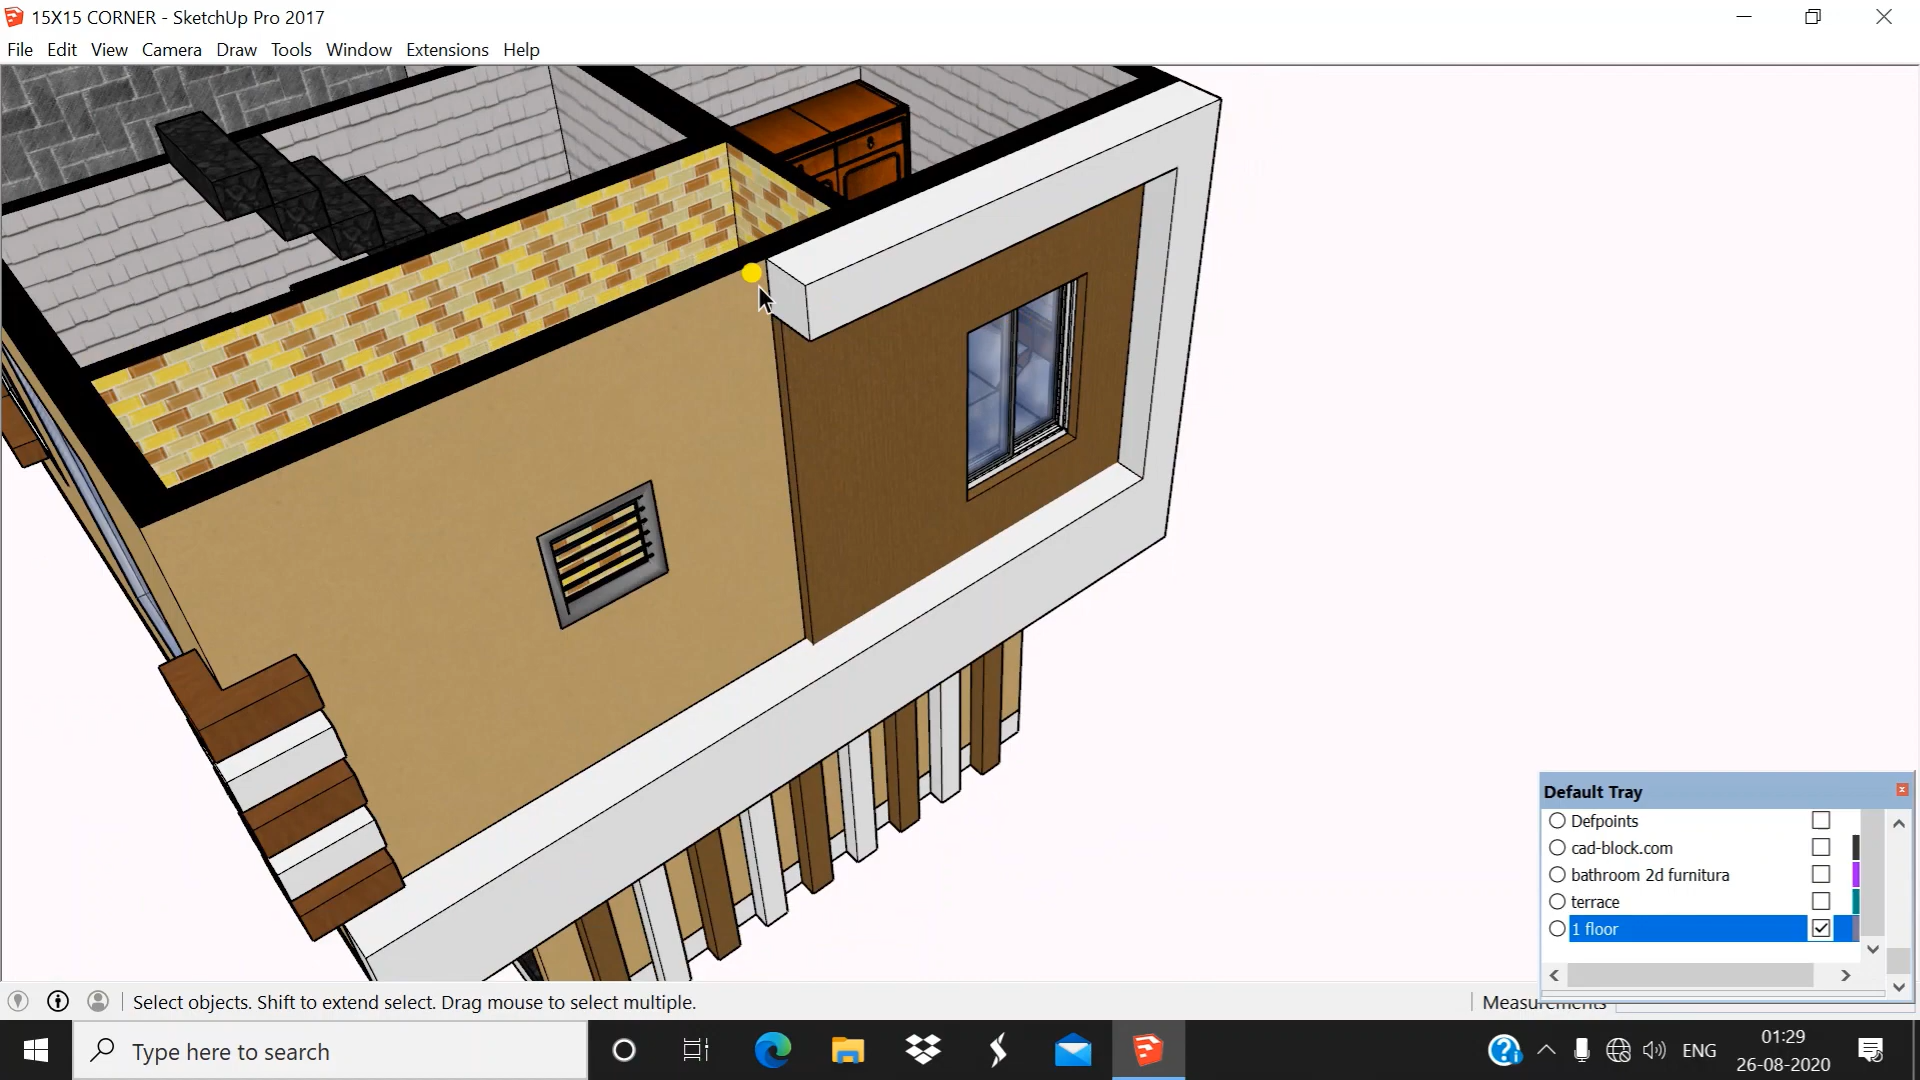 15X15 CORNER - SketchUp Pro 2017
File Edit View Camera Draw Tools Window Extensions Help
Default Tray
Defpoints
cad-block.com
bathroom 2d furnitura
terrace
1 floor
Select objects. Shift to extend select. Drag mouse to select multiple.
Measurements
Type here to search
ENG
01:29
26-08-2020